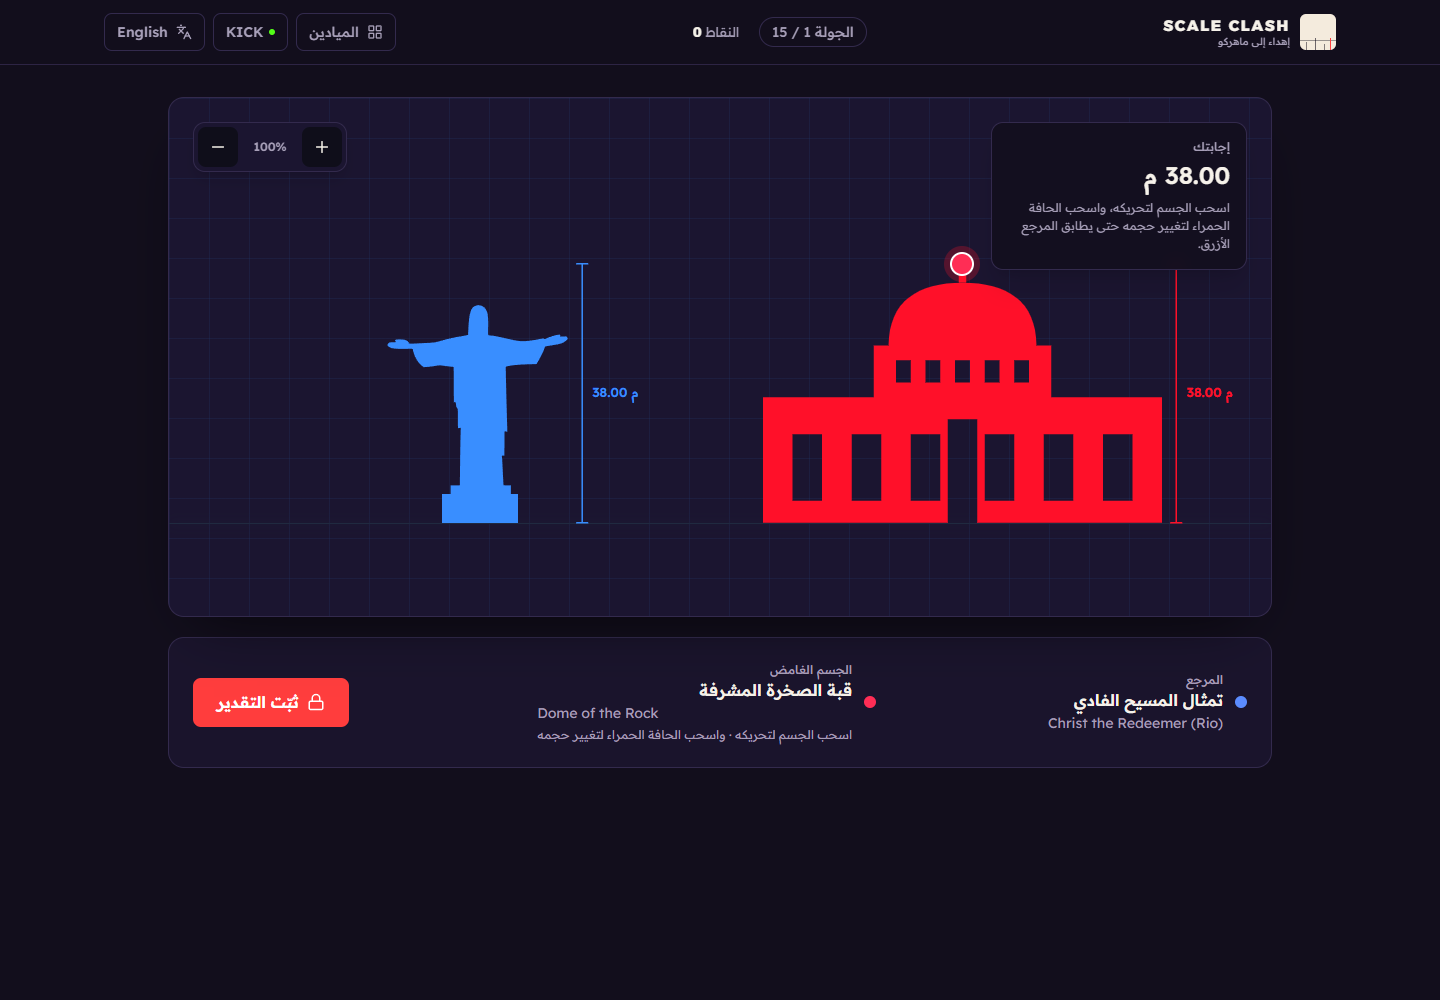 SCALE CLASH
إهداء إلى ماهركو
الجولة 1 / 15
النقاط 0
الميادين
KICK
English
100%
إجابتك
38.00 م
اسحب الجسم لتحريكه، واسحب الحافة
الحمراء لتغيير حجمه حتى يطابق المرجع
الأزرق.
38.00 م
38.00 م
المرجع
تمثال المسيح الفادي
Christ the Redeemer (Rio)
الجسم الغامض
قبة الصخرة المشرفة
Dome of the Rock
اسحب الجسم لتحريكه · واسحب الحافة الحمراء لتغيير حجمه
ثبّت التقدير